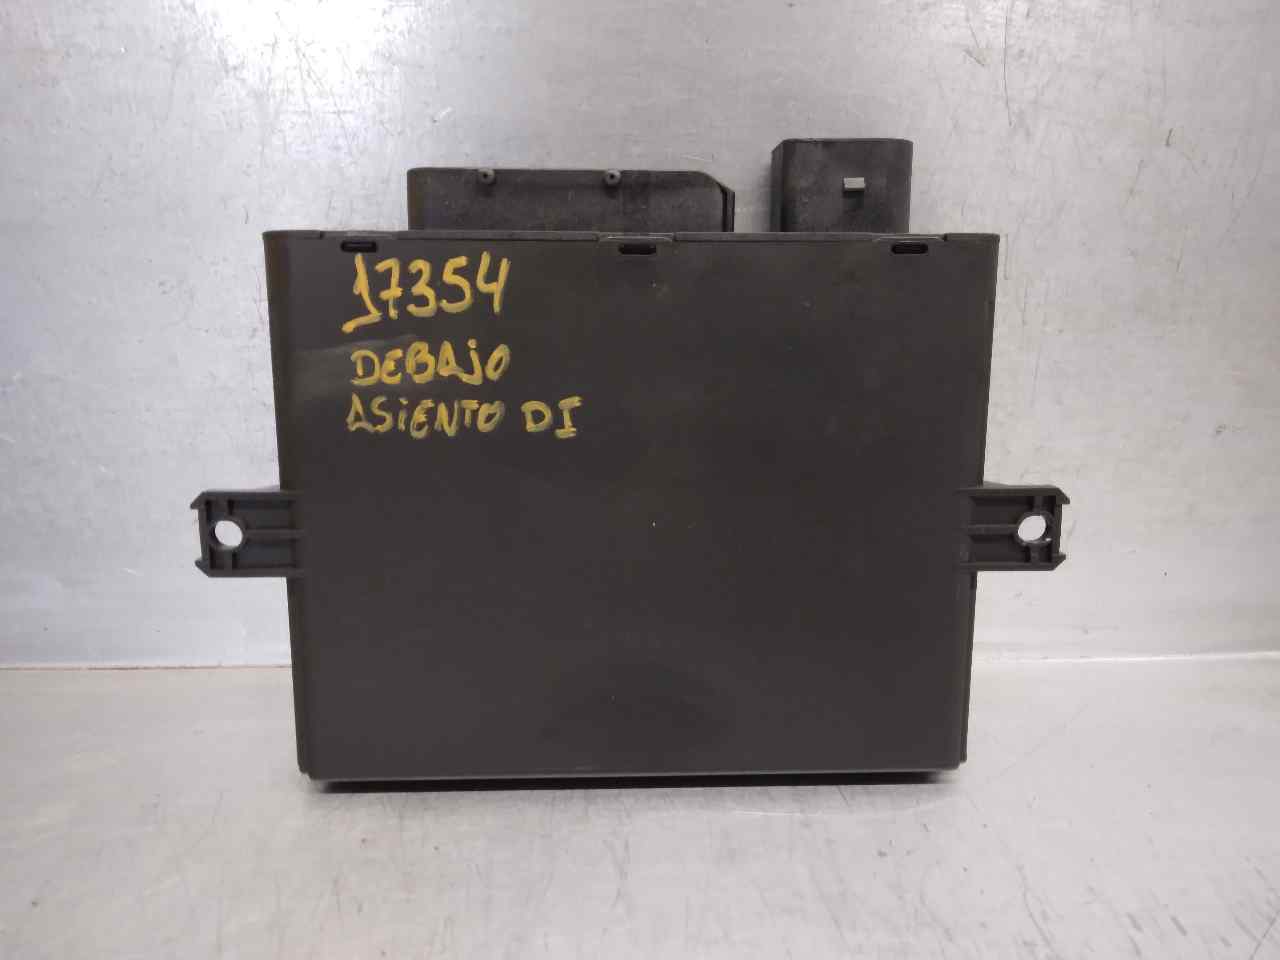 17354
DEBAJO
ASiENTO DI